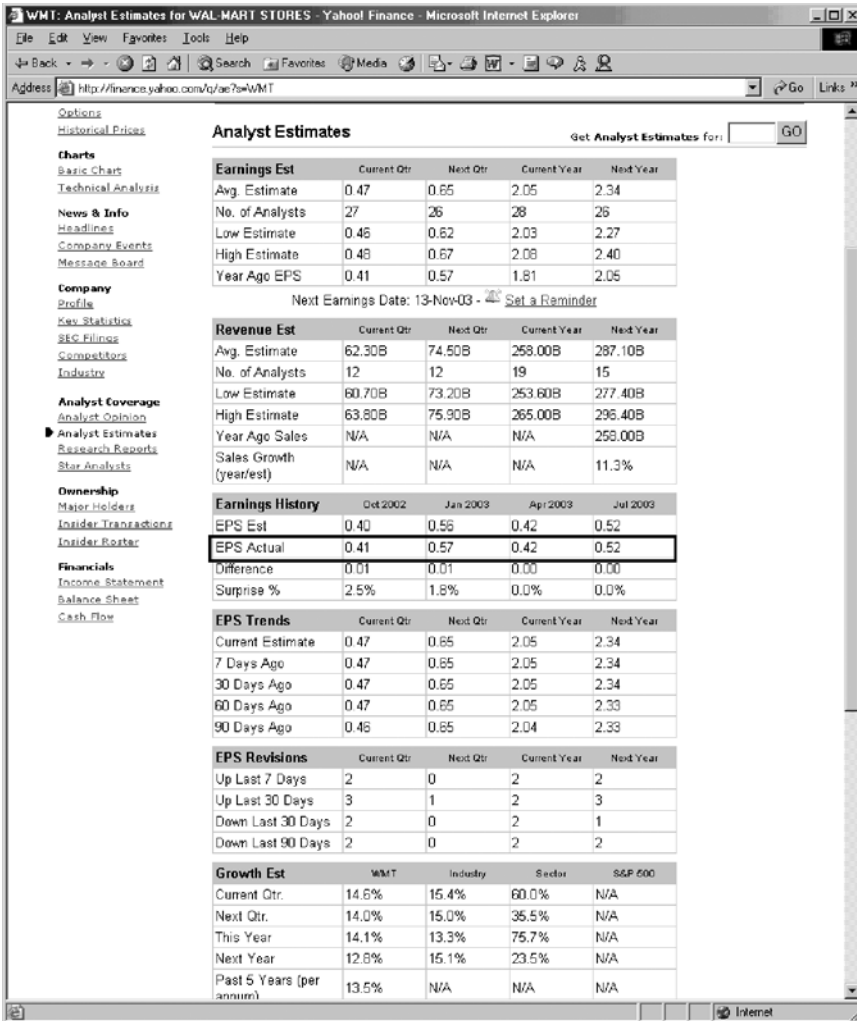 WMT: Analyst Estimates for WAL-MART STORES - Yahoo! Finance - Microsoft Internet Explorer
File Edit View Favorites Tools Help
Back Search Favorites Media
Address http://finance.yahoo.com/q/ae?s=WMT Go Links »
Options
Historical Prices
Charts
Basic Chart
Technical Analysis
News & Info
Headlines
Company Events
Message Board
Company
Profile
Key Statistics
SEC Filings
Competitors
Industry
Analyst Coverage
Analyst Opinion
Analyst Estimates
Research Reports
Star Analysts
Ownership
Major Holders
Insider Transactions
Insider Roster
Financials
Income Statement
Balance Sheet
Cash Flow
Analyst Estimates Get Analyst Estimates for: GO
Earnings Est Current Qtr Next Qtr Current Year Next Year
Avg. Estimate 0.47 0.65 2.05 2.34
No. of Analysts 27 26 28 26
Low Estimate 0.46 0.62 2.03 2.27
High Estimate 0.48 0.67 2.08 2.40
Year Ago EPS 0.41 0.57 1.81 2.05
Next Earnings Date: 13-Nov-03 - Set a Reminder
Revenue Est Current Qtr Next Qtr Current Year Next Year
Avg. Estimate 62.30B 74.50B 258.00B 287.10B
No. of Analysts 12 12 19 15
Low Estimate 60.70B 73.20B 253.60B 277.40B
High Estimate 63.80B 75.90B 265.00B 296.40B
Year Ago Sales N/A N/A N/A 258.00B
Sales Growth
(year/est) N/A N/A N/A 11.3%
Earnings History Oct 2002 Jan 2003 Apr 2003 Jul 2003
EPS Est 0.40 0.56 0.42 0.52
EPS Actual 0.41 0.57 0.42 0.52
Difference 0.01 0.01 0.00 0.00
Surprise % 2.5% 1.8% 0.0% 0.0%
EPS Trends Current Qtr Next Qtr Current Year Next Year
Current Estimate 0.47 0.65 2.05 2.34
7 Days Ago 0.47 0.65 2.05 2.34
30 Days Ago 0.47 0.65 2.05 2.34
60 Days Ago 0.47 0.65 2.05 2.33
90 Days Ago 0.46 0.65 2.04 2.33
EPS Revisions Current Qtr Next Qtr Current Year Next Year
Up Last 7 Days 2 0 2 2
Up Last 30 Days 3 1 2 3
Down Last 30 Days 2 0 2 1
Down Last 90 Days 2 0 2 2
Growth Est WMT Industry Sector S&P 500
Current Qtr. 14.6% 15.4% 60.0% N/A
Next Qtr. 14.0% 15.0% 35.5% N/A
This Year 14.1% 13.3% 75.7% N/A
Next Year 12.8% 15.1% 23.5% N/A
Past 5 Years (per
annum) 13.5% N/A N/A N/A
Internet